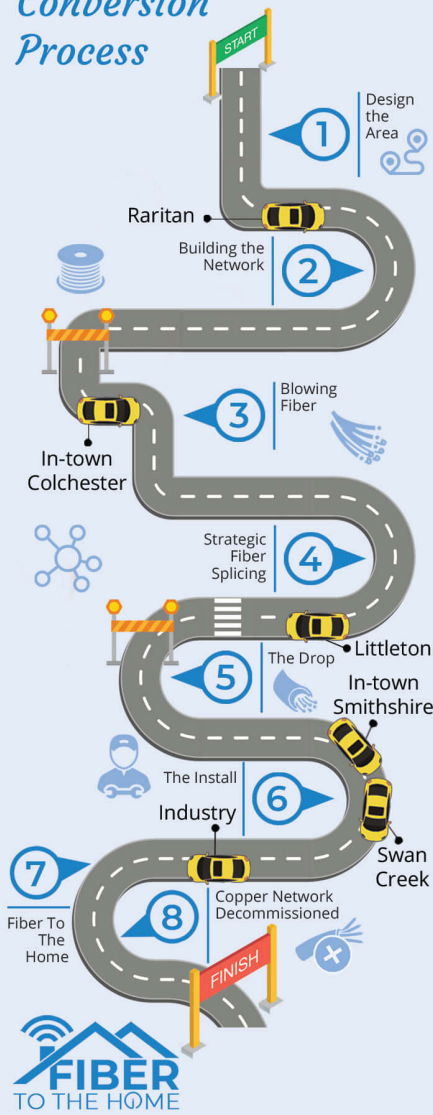 Conversion
Process
START
1
Design
the
Area
Raritan
Building the
Network
2
3
Blowing
Fiber
In-town
Colchester
Strategic
Fiber
Splicing
4
Littleton
5
The Drop
In-town
Smithshire
The Install
6
Industry
Swan
Creek
7
Fiber To
The
Home
8
Copper Network
Decommissioned
FINISH
FIBER
TO THE HOME